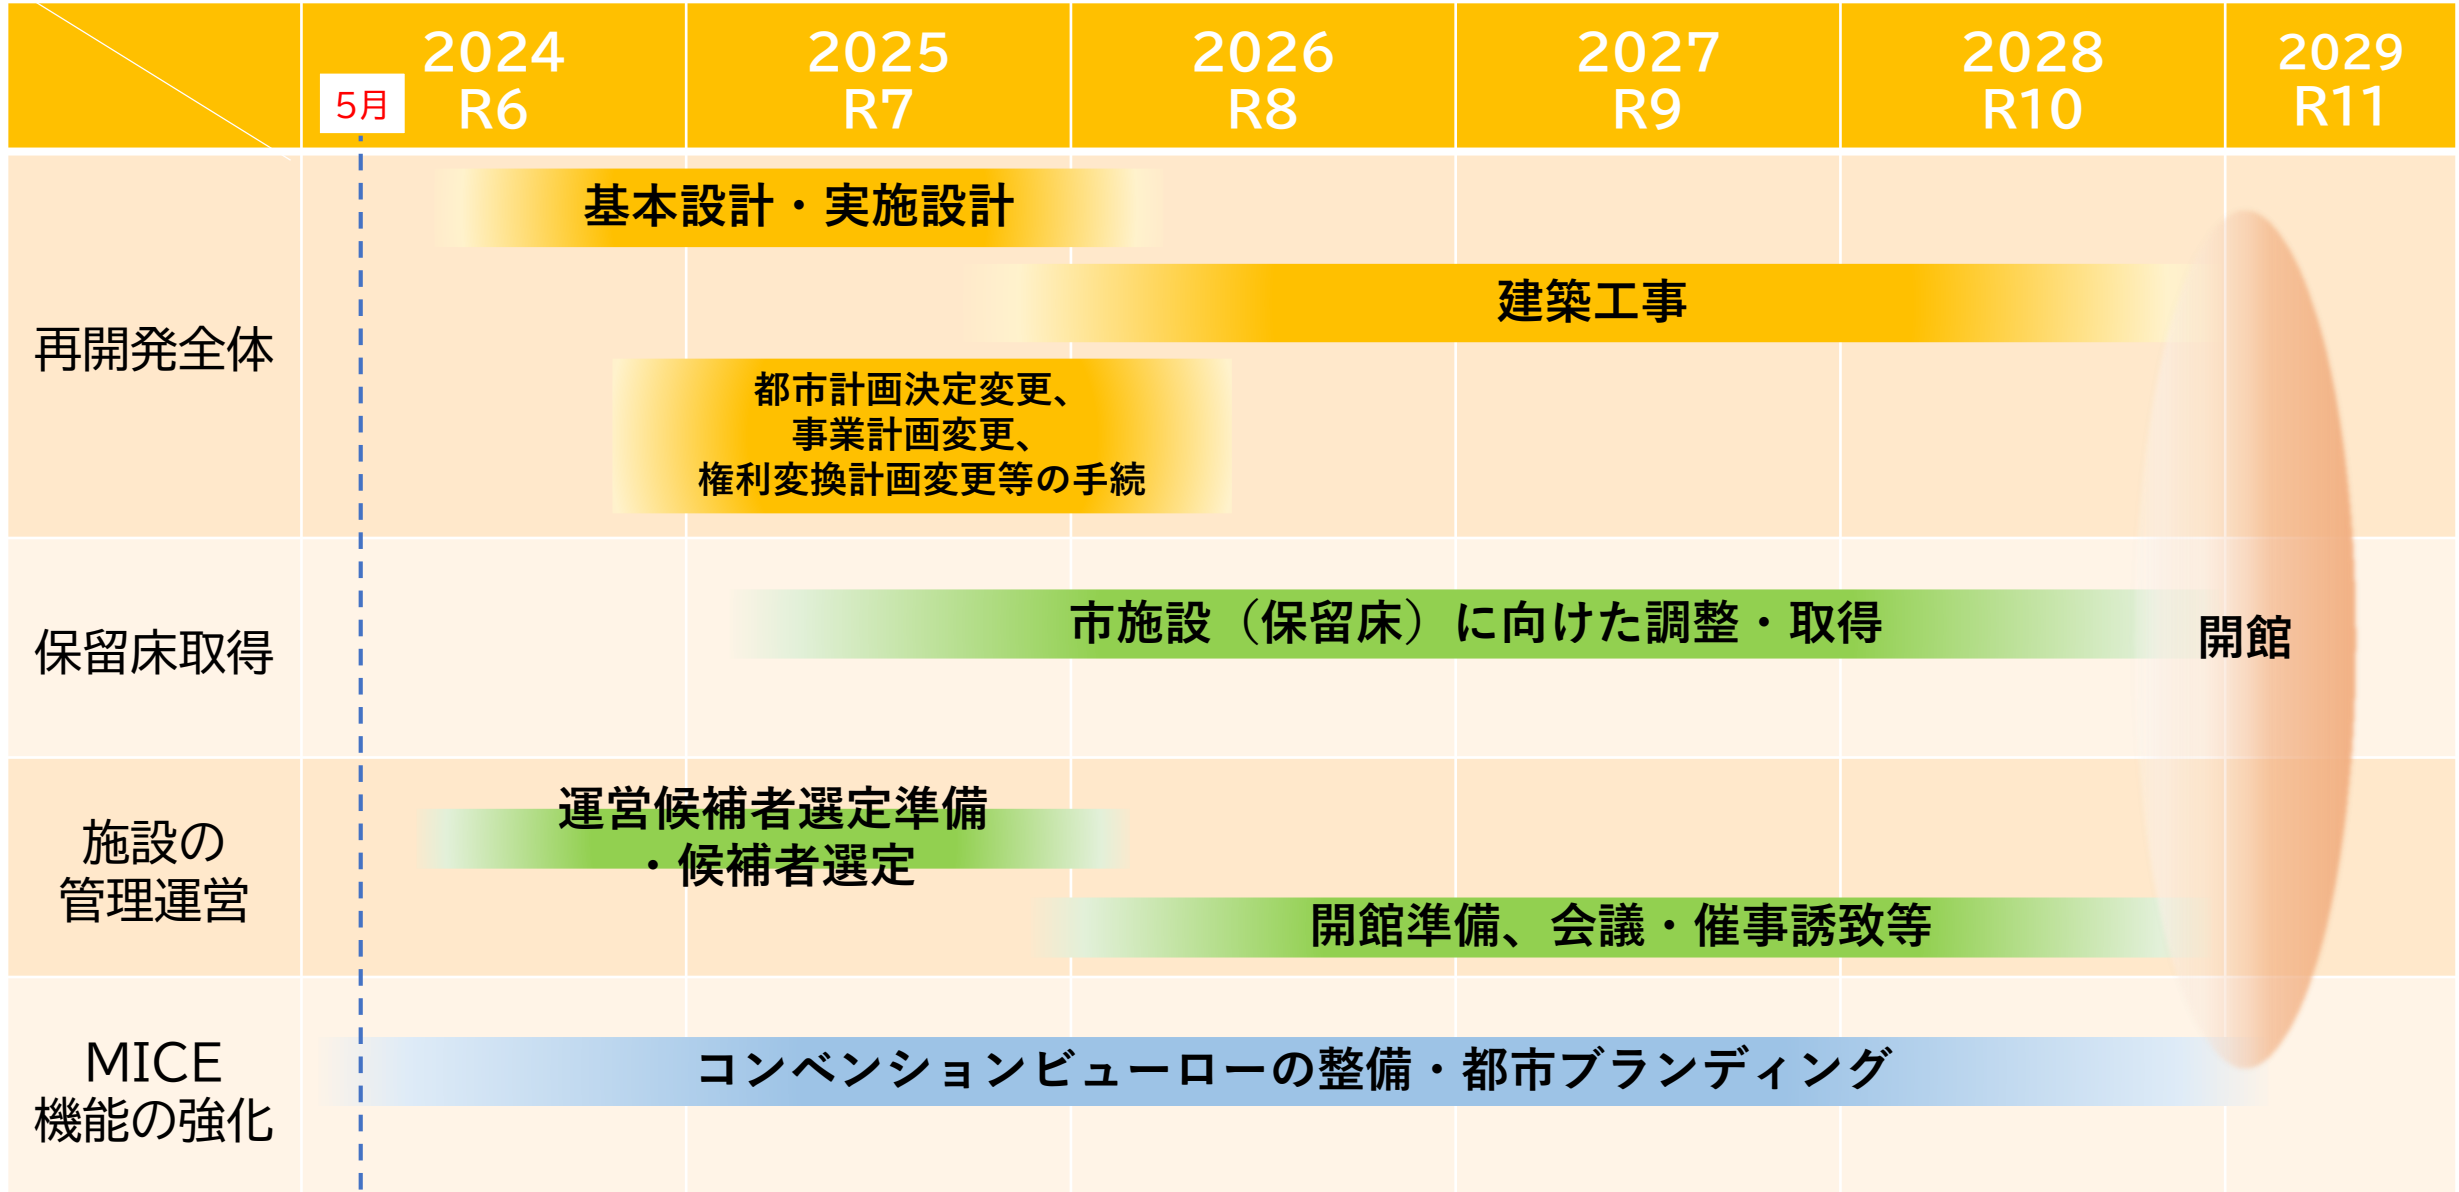 2024
R6
2025
R7
2026
R8
2027
R9
2028
R10
2029
R11
5月
再開発全体
基本設計・実施設計
建築工事
都市計画決定変更、
事業計画変更、
権利変換計画変更等の手続
保留床取得
市施設（保留床）に向けた調整・取得
開館
施設の
管理運営
運営候補者選定準備
・候補者選定
開館準備、会議・催事誘致等
MICE
機能の強化
コンベンションビューローの整備・都市ブランディング